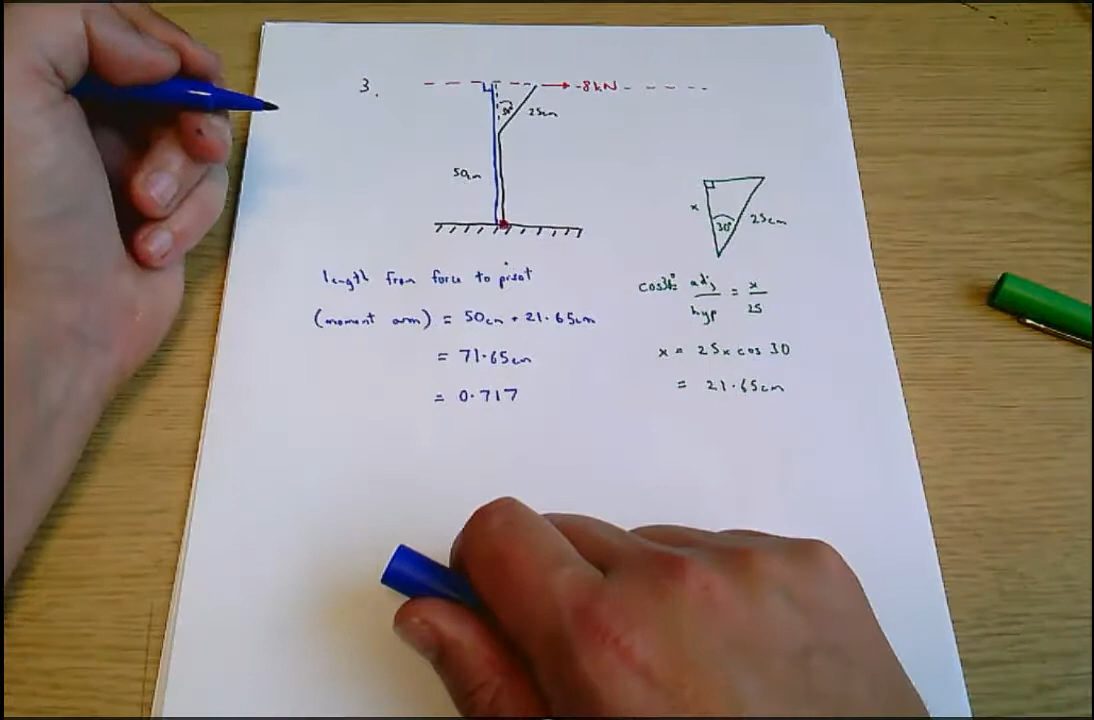 3.
8kN
30°
25cm
50cm
x
30°
25cm
length from force to pivot
(moment arm) = 50cm + 21.65cm
= 71.65cm
= 0.717
cos30° = adj/hyp = x/25
x = 25 x cos 30
= 21.65cm